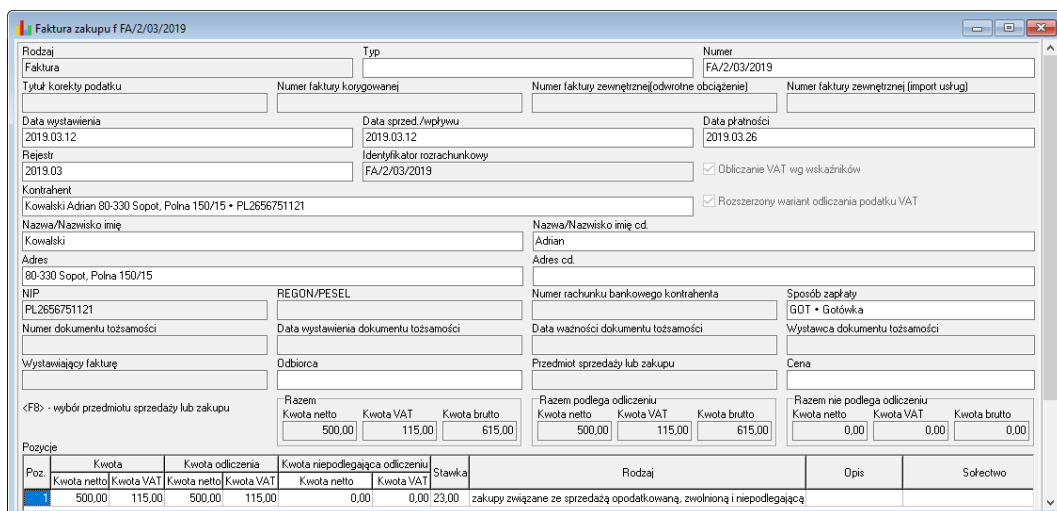 Faktura zakupu f FA/2/03/2019
Rodzaj Typ Numer
Faktura FA/2/03/2019
Tytuł korekty podatku Numer faktury korygowanej Numer faktury zewnętrznej(odwrotne obciążenie) Numer faktury zewnętrznej (import usług)
Data wystawienia Data sprzed./wpływu Data płatności
2019.03.12 2019.03.12 2019.03.26
Rejestr Identyfikator rozrachunkowy
2019.03 FA/2/03/2019 Obliczanie VAT wg wskaźników
Kontrahent
Kowalski Adrian 80-330 Sopot, Polna 150/15 • PL2656751121 Rozszerzony wariant odliczania podatku VAT
Nazwa/Nazwisko imię Nazwa/Nazwisko imię cd.
Kowalski Adrian
Adres Adres cd.
80-330 Sopot, Polna 150/15
NIP REGON/PESEL Numer rachunku bankowego kontrahenta Sposób zapłaty
PL2656751121 GOT • Gotówka
Numer dokumentu tożsamości Data wystawienia dokumentu tożsamości Data ważności dokumentu tożsamości Wystawca dokumentu tożsamości
Wystawiający fakturę Odbiorca Przedmiot sprzedaży lub zakupu Cena
<F8> - wybór przedmiotu sprzedaży lub zakupu Razem Razem podlega odliczeniu Razem nie podlega odliczeniu
Kwota netto Kwota VAT Kwota brutto Kwota netto Kwota VAT Kwota brutto Kwota netto Kwota VAT Kwota brutto
500,00 115,00 615,00 500,00 115,00 615,00 0,00 0,00 0,00
Pozycje
Poz. Kwota Kwota odliczenia Kwota niepodlegająca odliczeniu Stawka Rodzaj Opis Sołectwo
Kwota netto Kwota VAT Kwota netto Kwota VAT Kwota netto Kwota VAT
1 500,00 115,00 500,00 115,00 0,00 0,00 23,00 zakupy związane ze sprzedażą opodatkowaną, zwolnioną i niepodlegającą